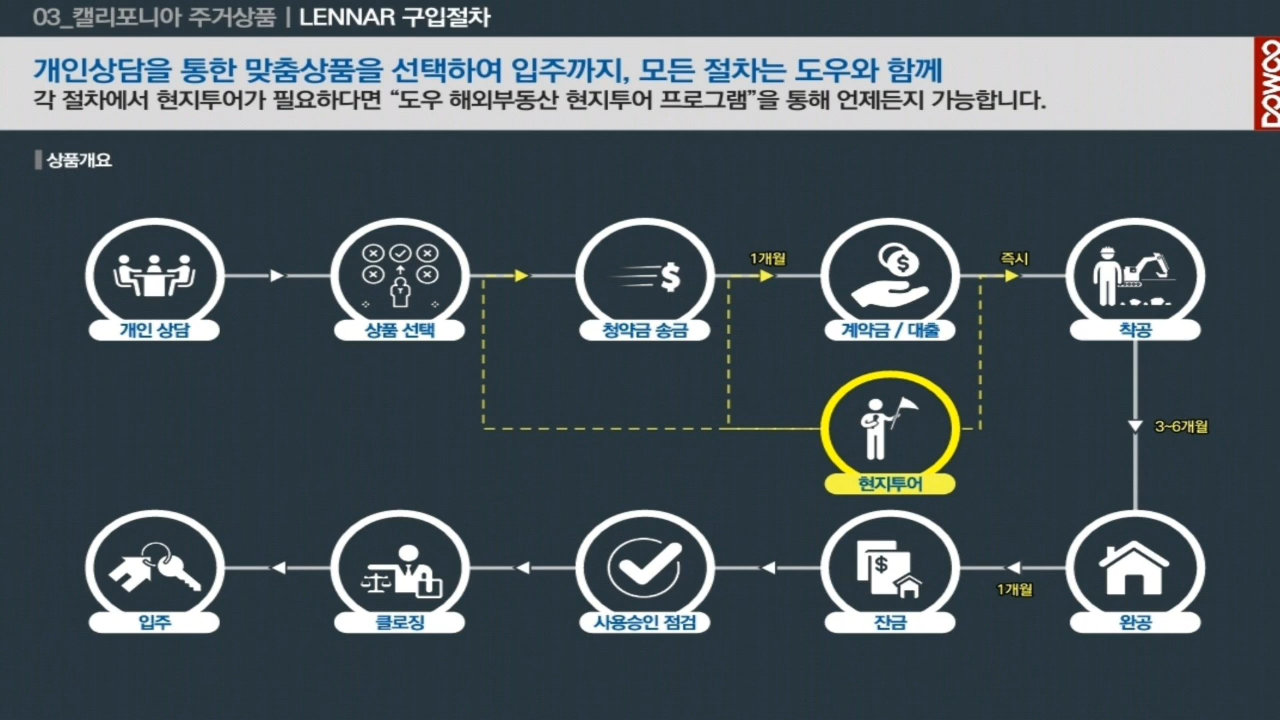 03_캘리포니아 주거상품 | LENNAR 구입절차
개인상담을 통한 맞춤상품을 선택하여 입주까지, 모든 절차는 도우와 함께
각 절차에서 현지투어가 필요하다면 “도우 해외부동산 현지투어 프로그램”을 통해 언제든지 가능합니다.
DOWOO
상품개요
1개월
즉시
$
$
개인 상담
상품 선택
청약금 송금
계약금 / 대출
착공
3~6개월
현지투어
$
1개월
입주
클로징
사용승인 점검
잔금
완공